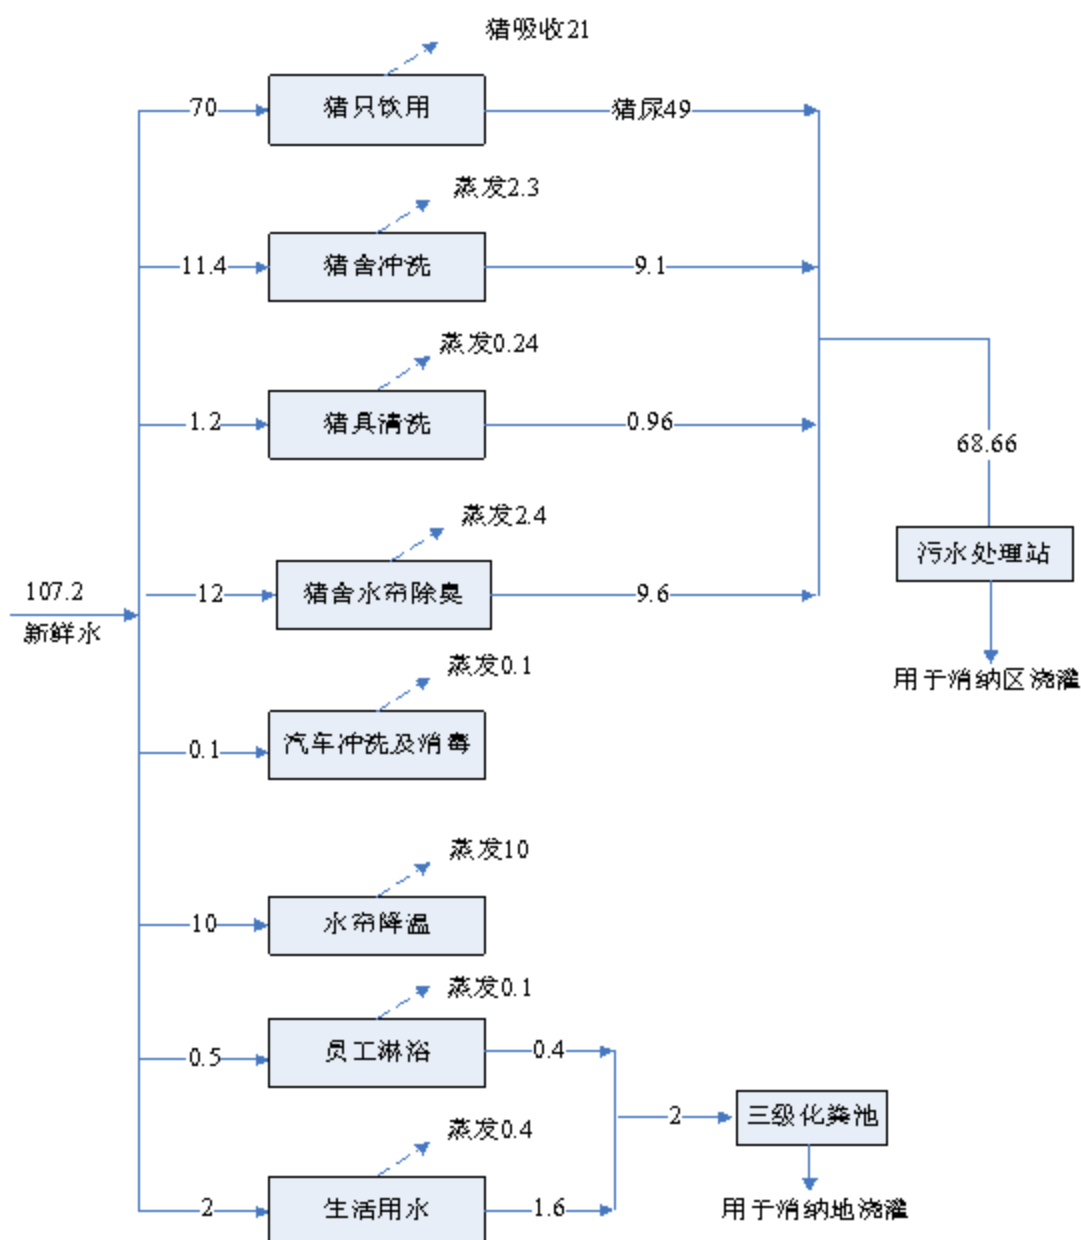 猪吸收21
70
猪只饮用
猪尿49
蒸发2.3
11.4
猪舍冲洗
9.1
蒸发0.24
1.2
猪具清洗
0.96
68.66
蒸发2.4
污水处理站
107.2
新鲜水
12
猪舍水帘除臭
9.6
蒸发0.1
用于消纳区浇灌
0.1
汽车冲洗及消毒
蒸发10
10
水帘降温
蒸发0.1
0.5
员工淋浴
0.4
2
三级化粪池
蒸发0.4
2
生活用水
1.6
用于消纳地浇灌